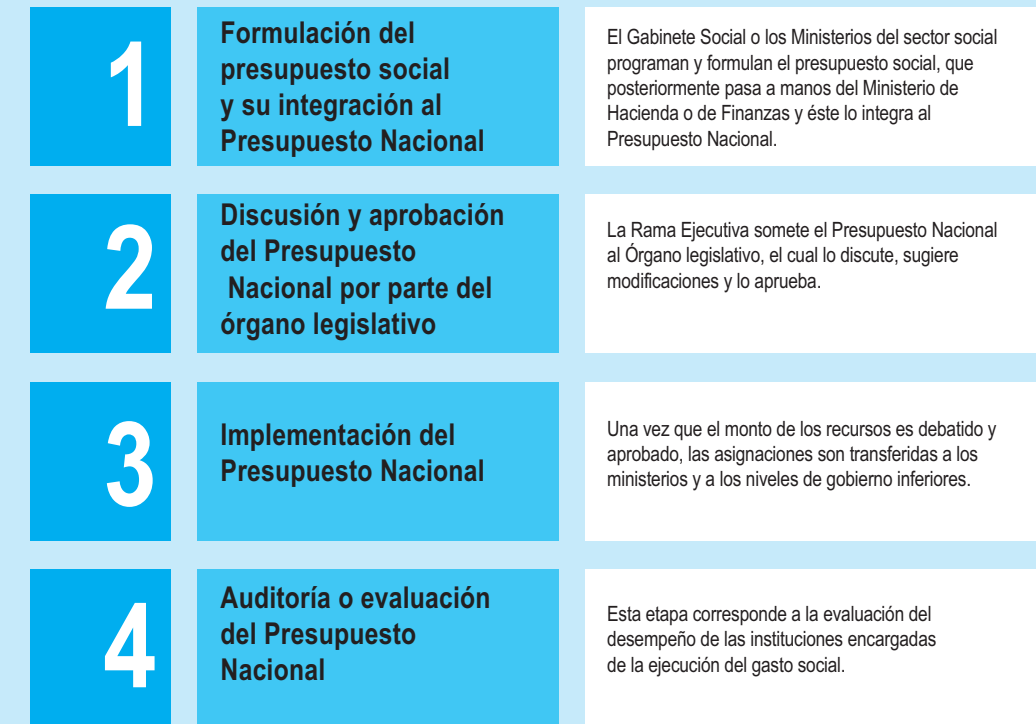 1
Formulación del
presupuesto social
y su integración al
Presupuesto Nacional
El Gabinete Social o los Ministerios del sector social
programan y formulan el presupuesto social, que
posteriormente pasa a manos del Ministerio de
Hacienda o de Finanzas y éste lo integra al
Presupuesto Nacional.
2
Discusión y aprobación
del Presupuesto
Nacional por parte del
órgano legislativo
La Rama Ejecutiva somete el Presupuesto Nacional
al Órgano legislativo, el cual lo discute, sugiere
modificaciones y lo aprueba.
3
Implementación del
Presupuesto Nacional
Una vez que el monto de los recursos es debatido y
aprobado, las asignaciones son transferidas a los
ministerios y a los niveles de gobierno inferiores.
4
Auditoría o evaluación
del Presupuesto
Nacional
Esta etapa corresponde a la evaluación del
desempeño de las instituciones encargadas
de la ejecución del gasto social.